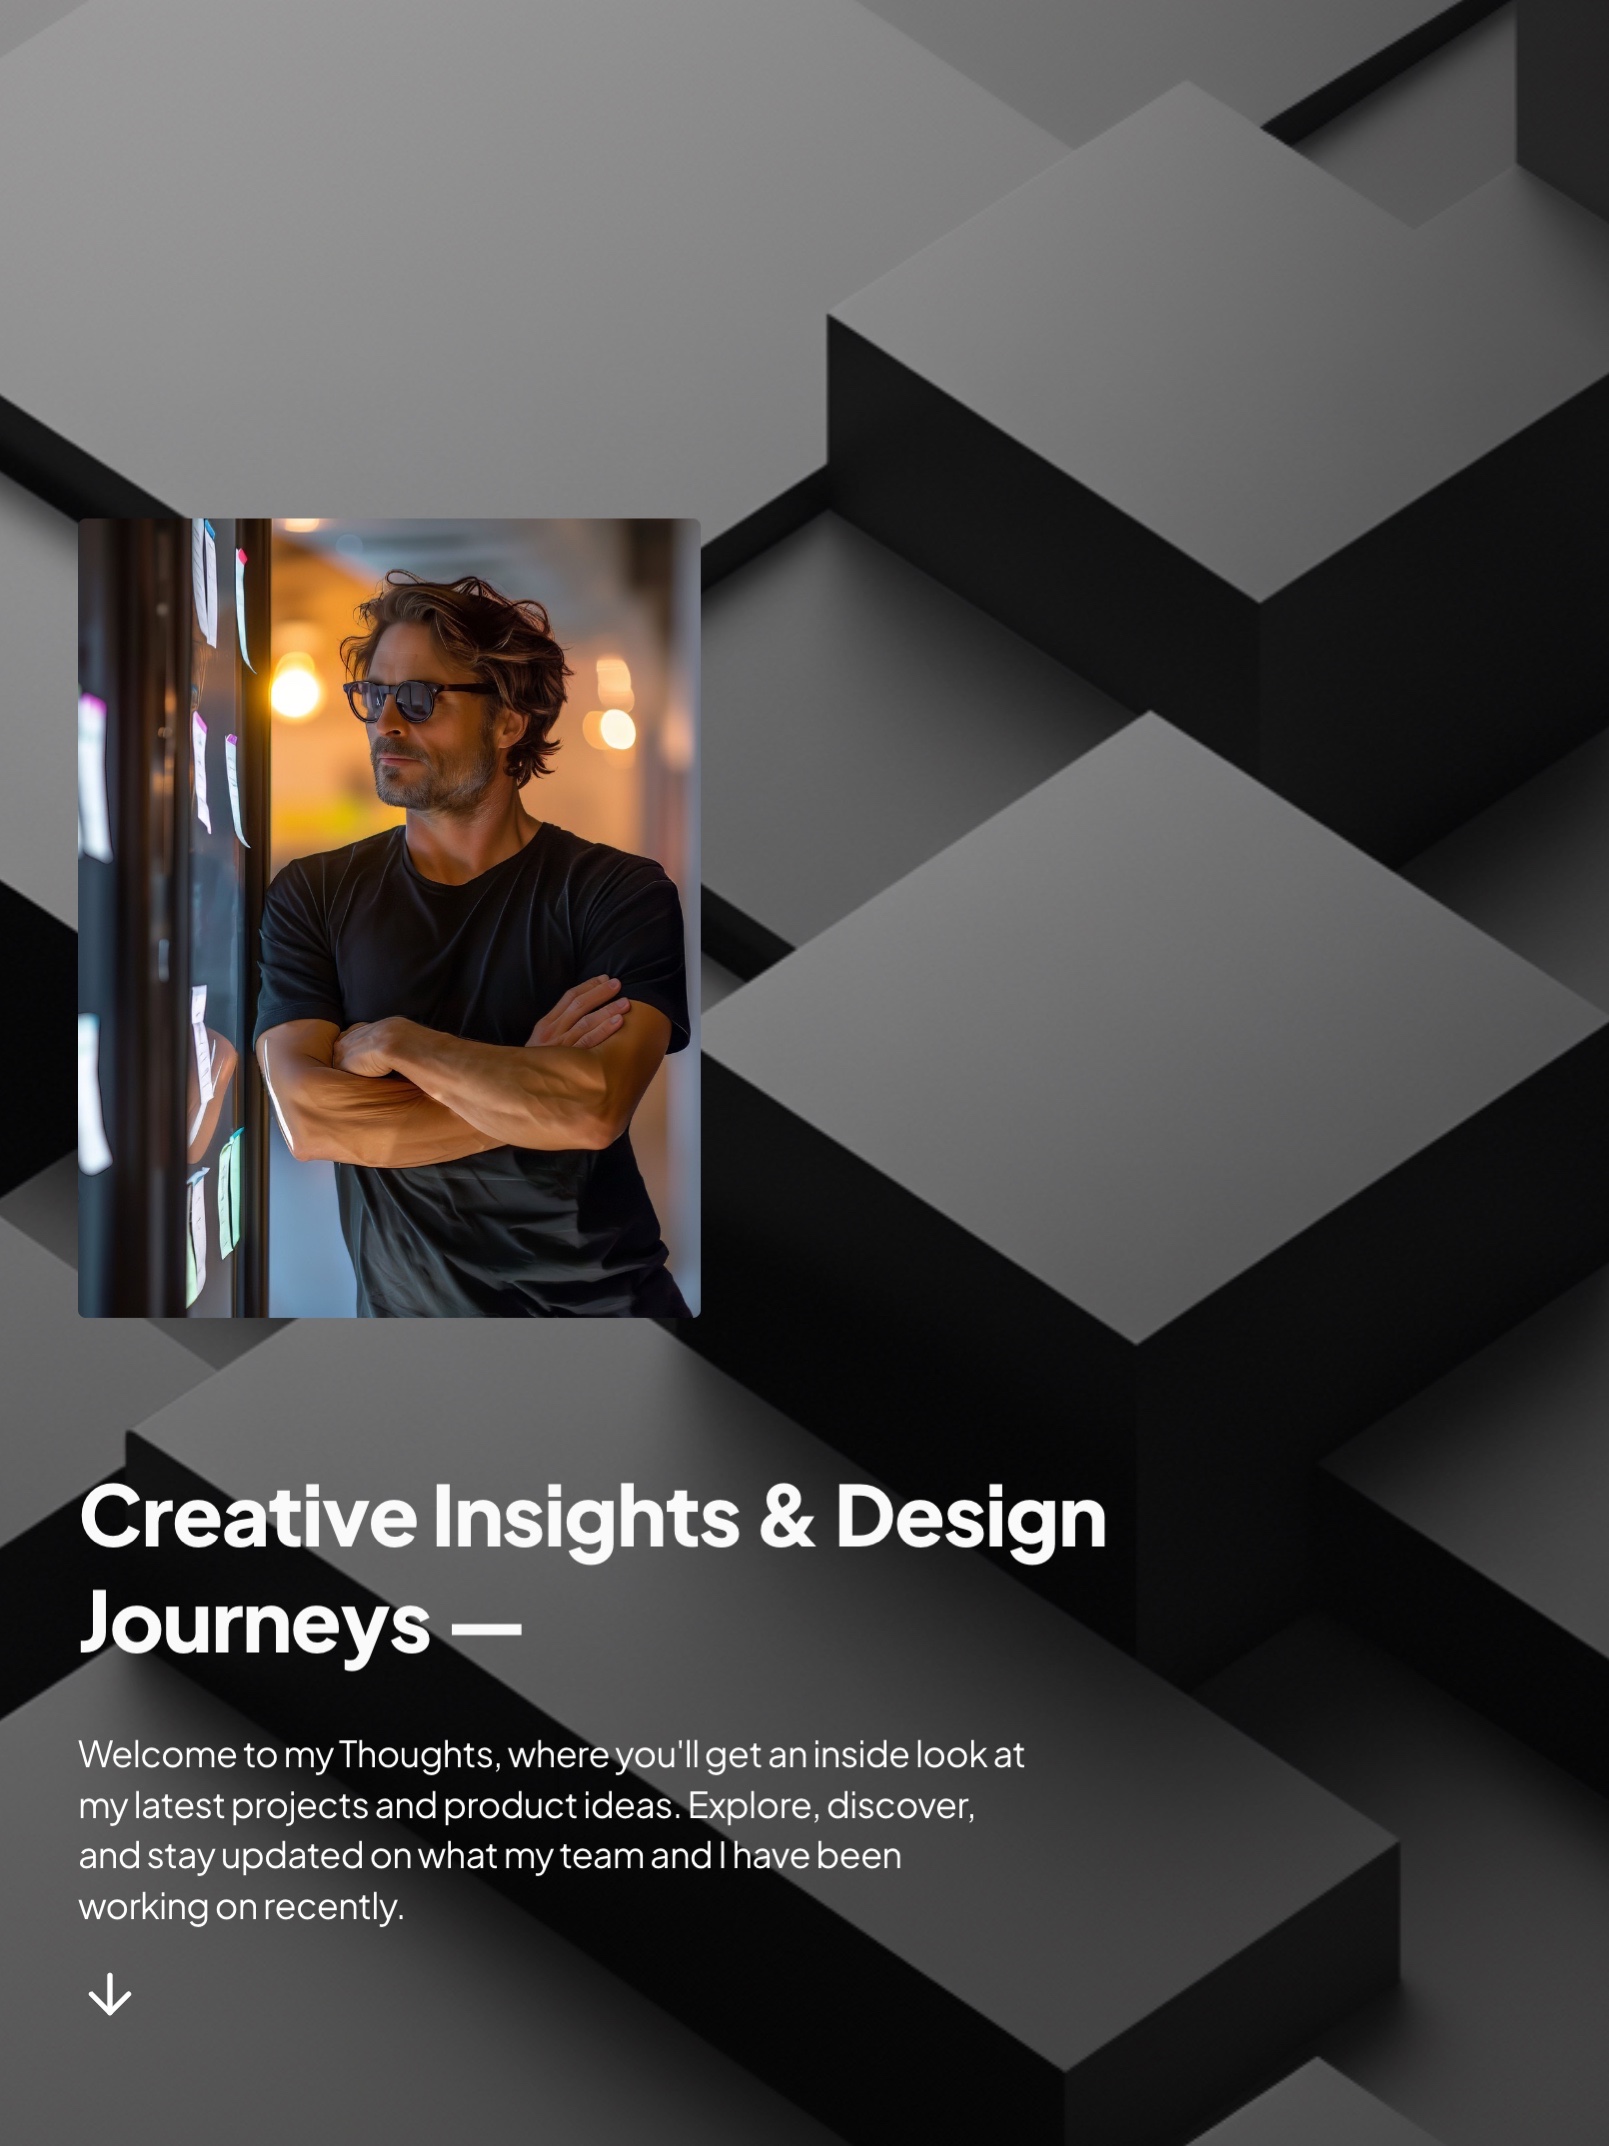 Creative Insights & Design
Journeys —
Welcome to my Thoughts, where you'll get an inside look at
my latest projects and product ideas. Explore, discover,
and stay updated on what my team and I have been
working on recently.